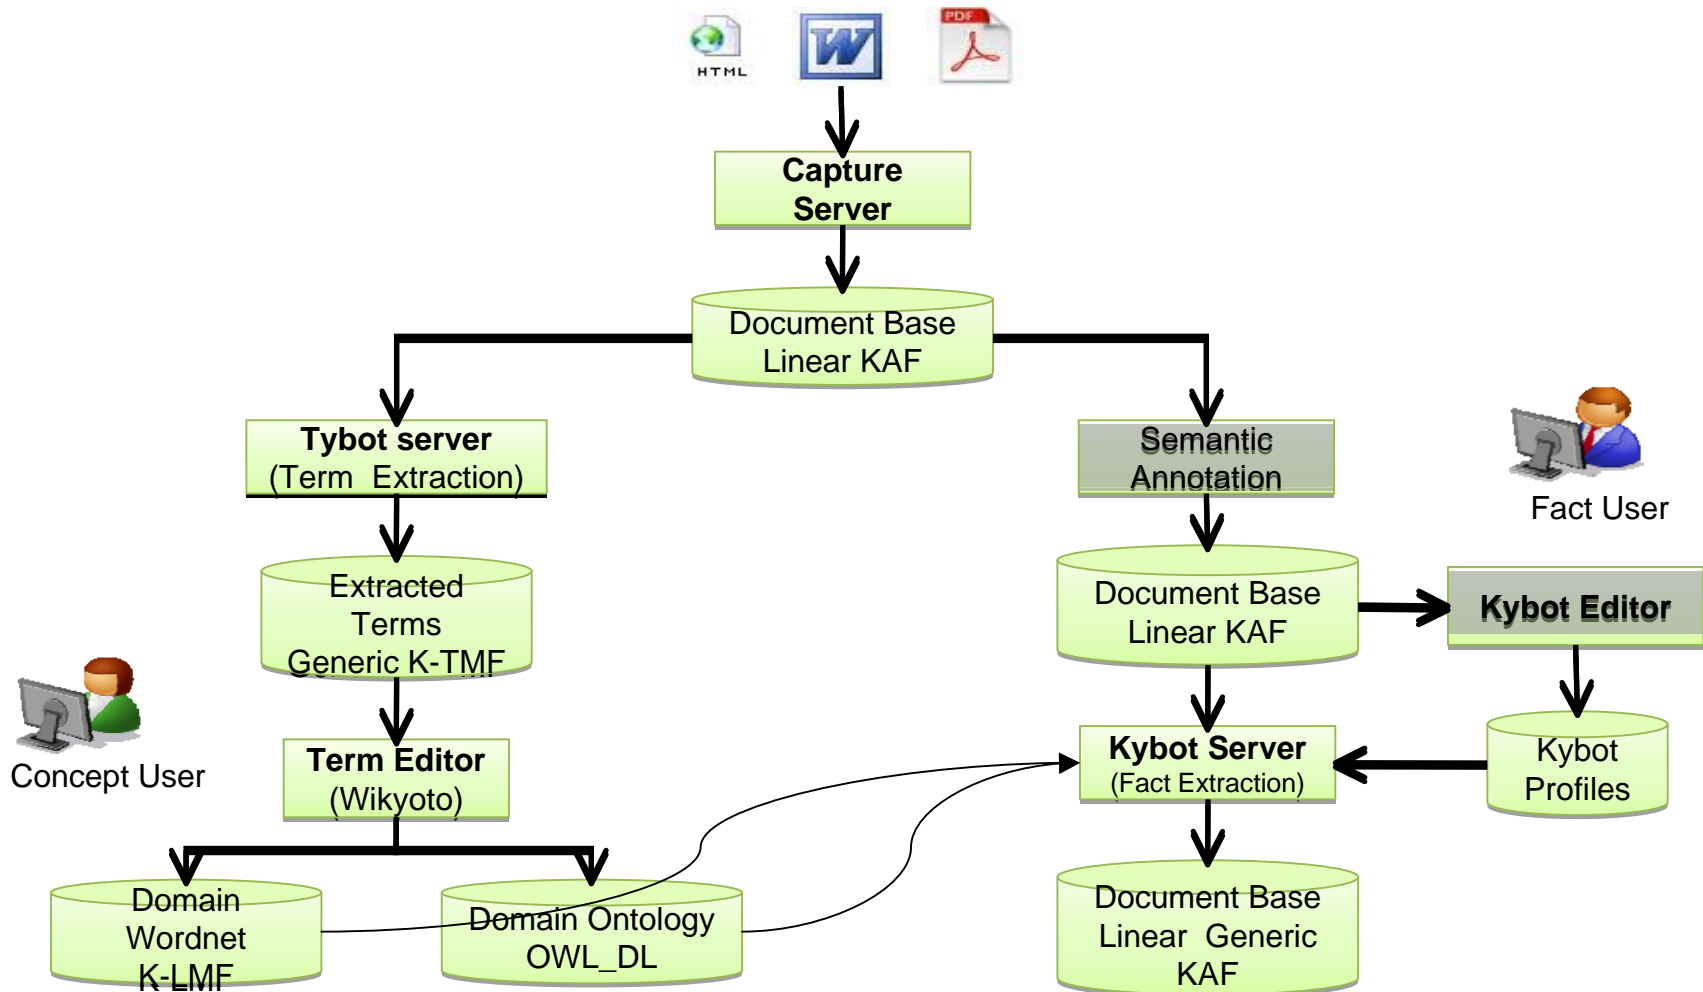 HTML
W
PDF
Capture
Server
Document Base
Linear KAF
Tybot server
(Term Extraction)
Semantic
Annotation
Fact User
Extracted
Terms
Generic K-TMF
Document Base
Linear KAF
Kybot Editor
Concept User
Term Editor
(Wikyoto)
Kybot Server
(Fact Extraction)
Kybot
Profiles
Domain
Wordnet
K-LMF
Domain Ontology
OWL_DL
Document Base
Linear Generic
KAF